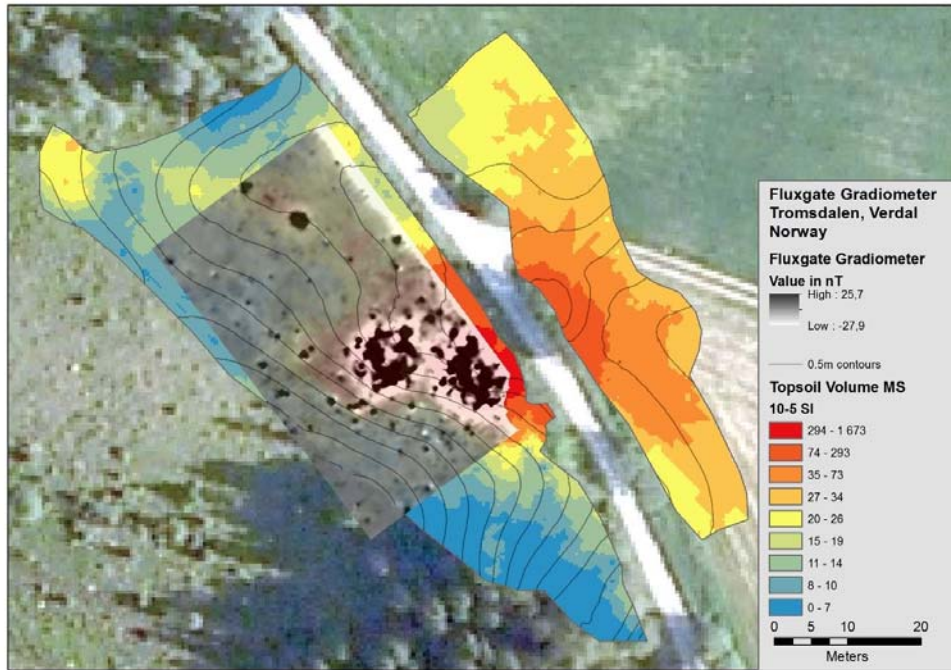 Fluxgate Gradiometer
Tromsdalen, Verdal
Norway
Fluxgate Gradiometer
Value in nT
High : 25,7
Low : -27,9
0.5m contours
Topsoil Volume MS
10-5 SI
294 - 1 673
74 - 293
35 - 73
27 - 34
20 - 26
15 - 19
11 - 14
8 - 10
0 - 7
0 5 10 20
Meters